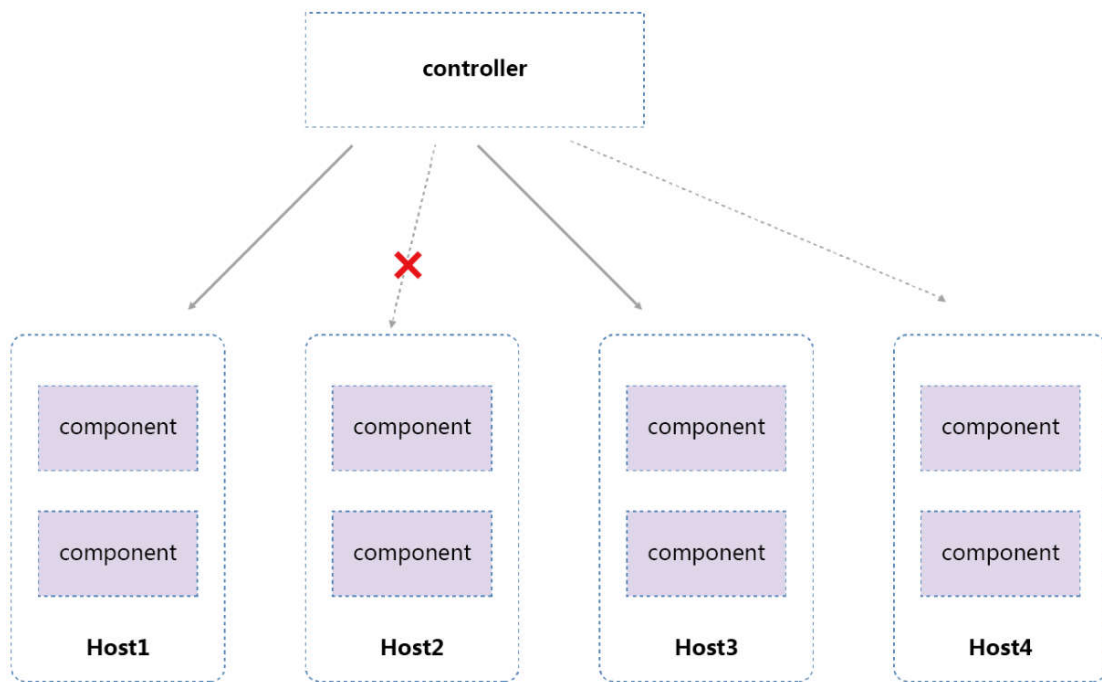 controller
component
component
component
component
component
component
component
component
Host1
Host2
Host3
Host4